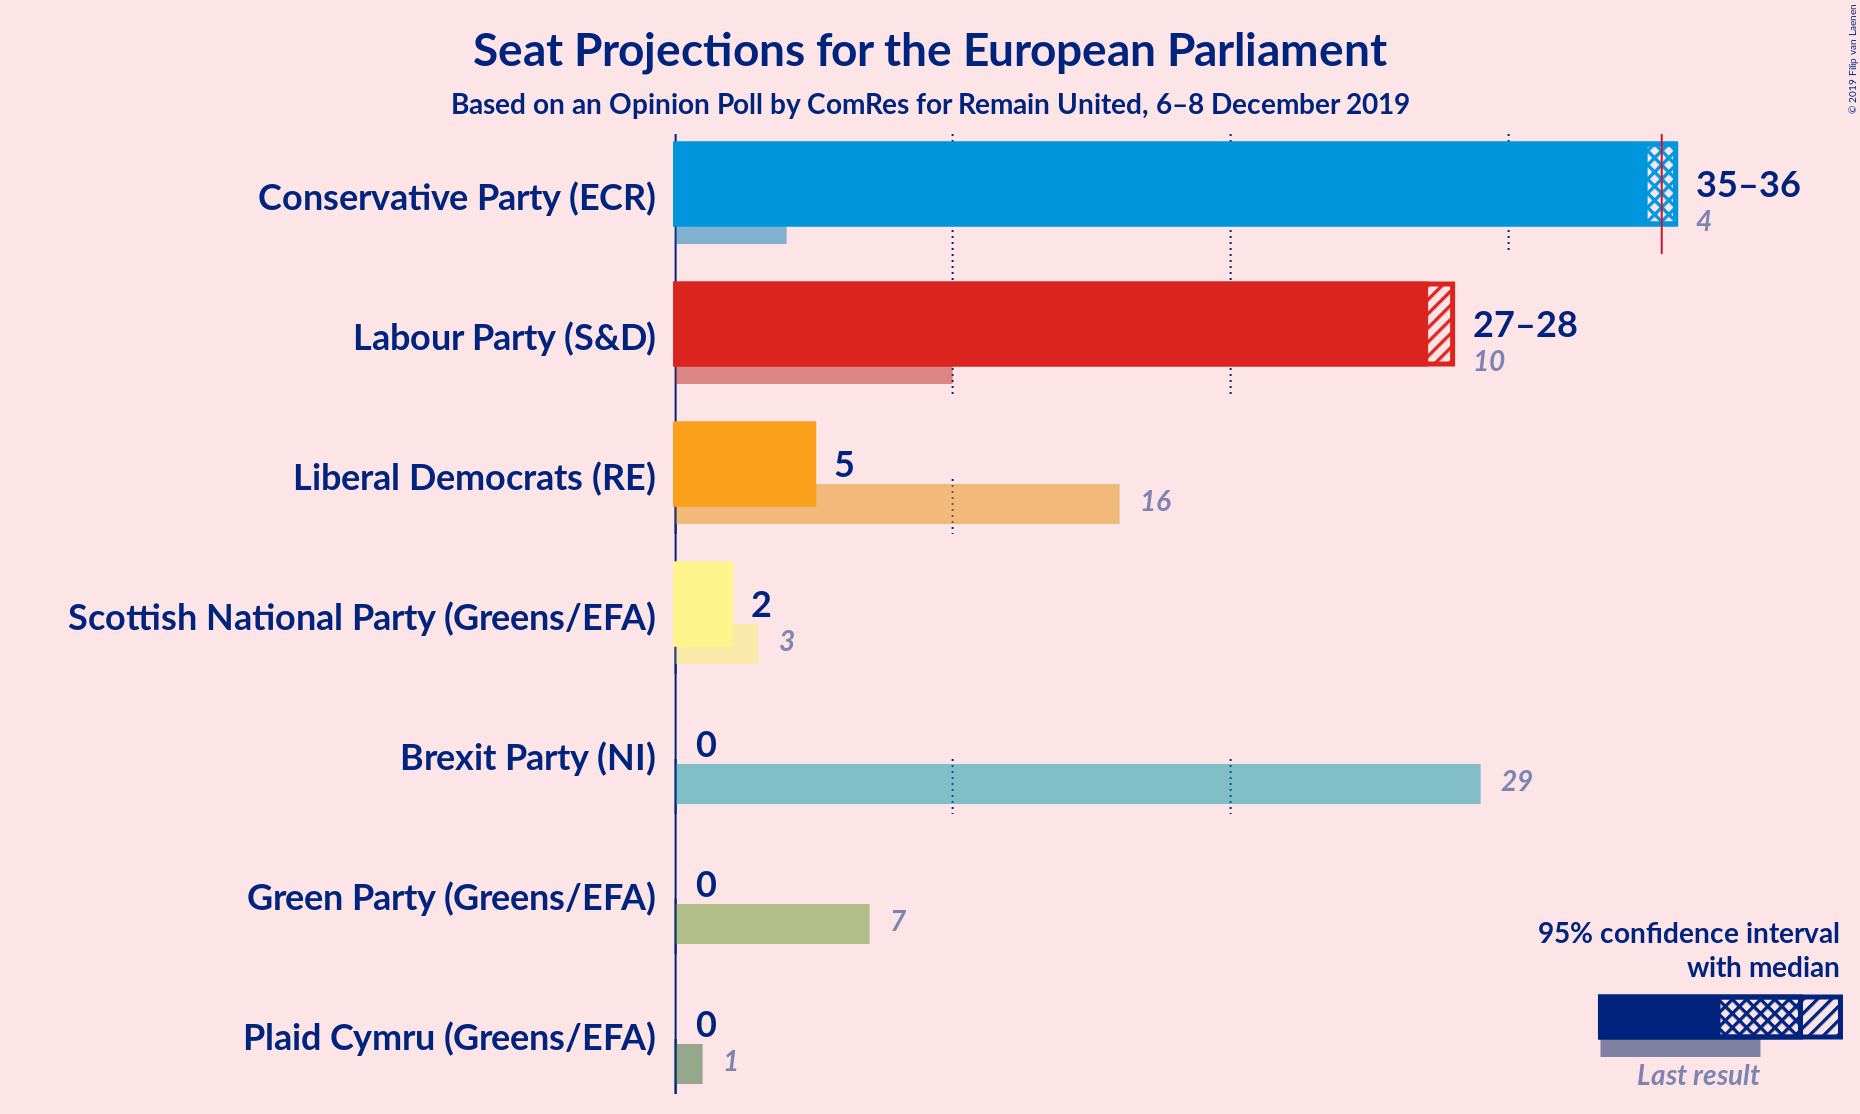 Seat Projections for the European Parliament
Based on an Opinion Poll by ComRes for Remain United, 6–8 December 2019
© 2019 Filip van Laenen
Conservative Party (ECR)
35–36
4
Labour Party (S&D)
27–28
10
Liberal Democrats (RE)
5
16
Scottish National Party (Greens/EFA)
2
3
Brexit Party (NI)
0
29
Green Party (Greens/EFA)
0
7
Plaid Cymru (Greens/EFA)
0
1
95% confidence interval
with median
Last result